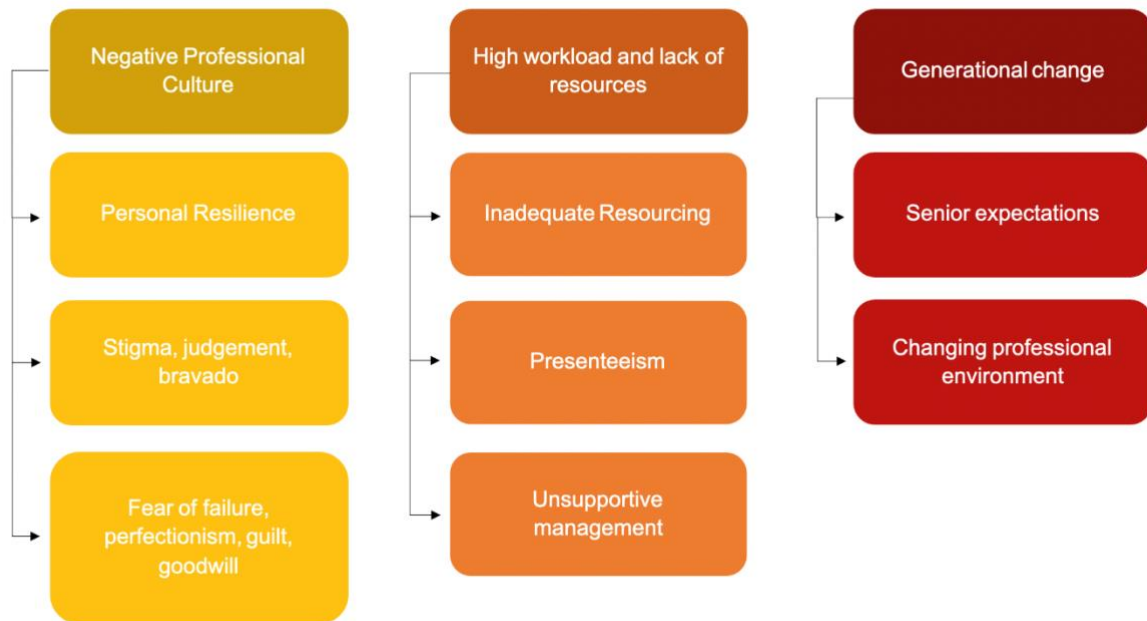 Negative Professional
Culture
Personal Resilience
Stigma, judgement,
bravado
Fear of failure,
perfectionism, guilt,
goodwill
High workload and lack of
resources
Inadequate Resourcing
Presenteeism
Unsupportive
management
Generational change
Senior expectations
Changing professional
environment